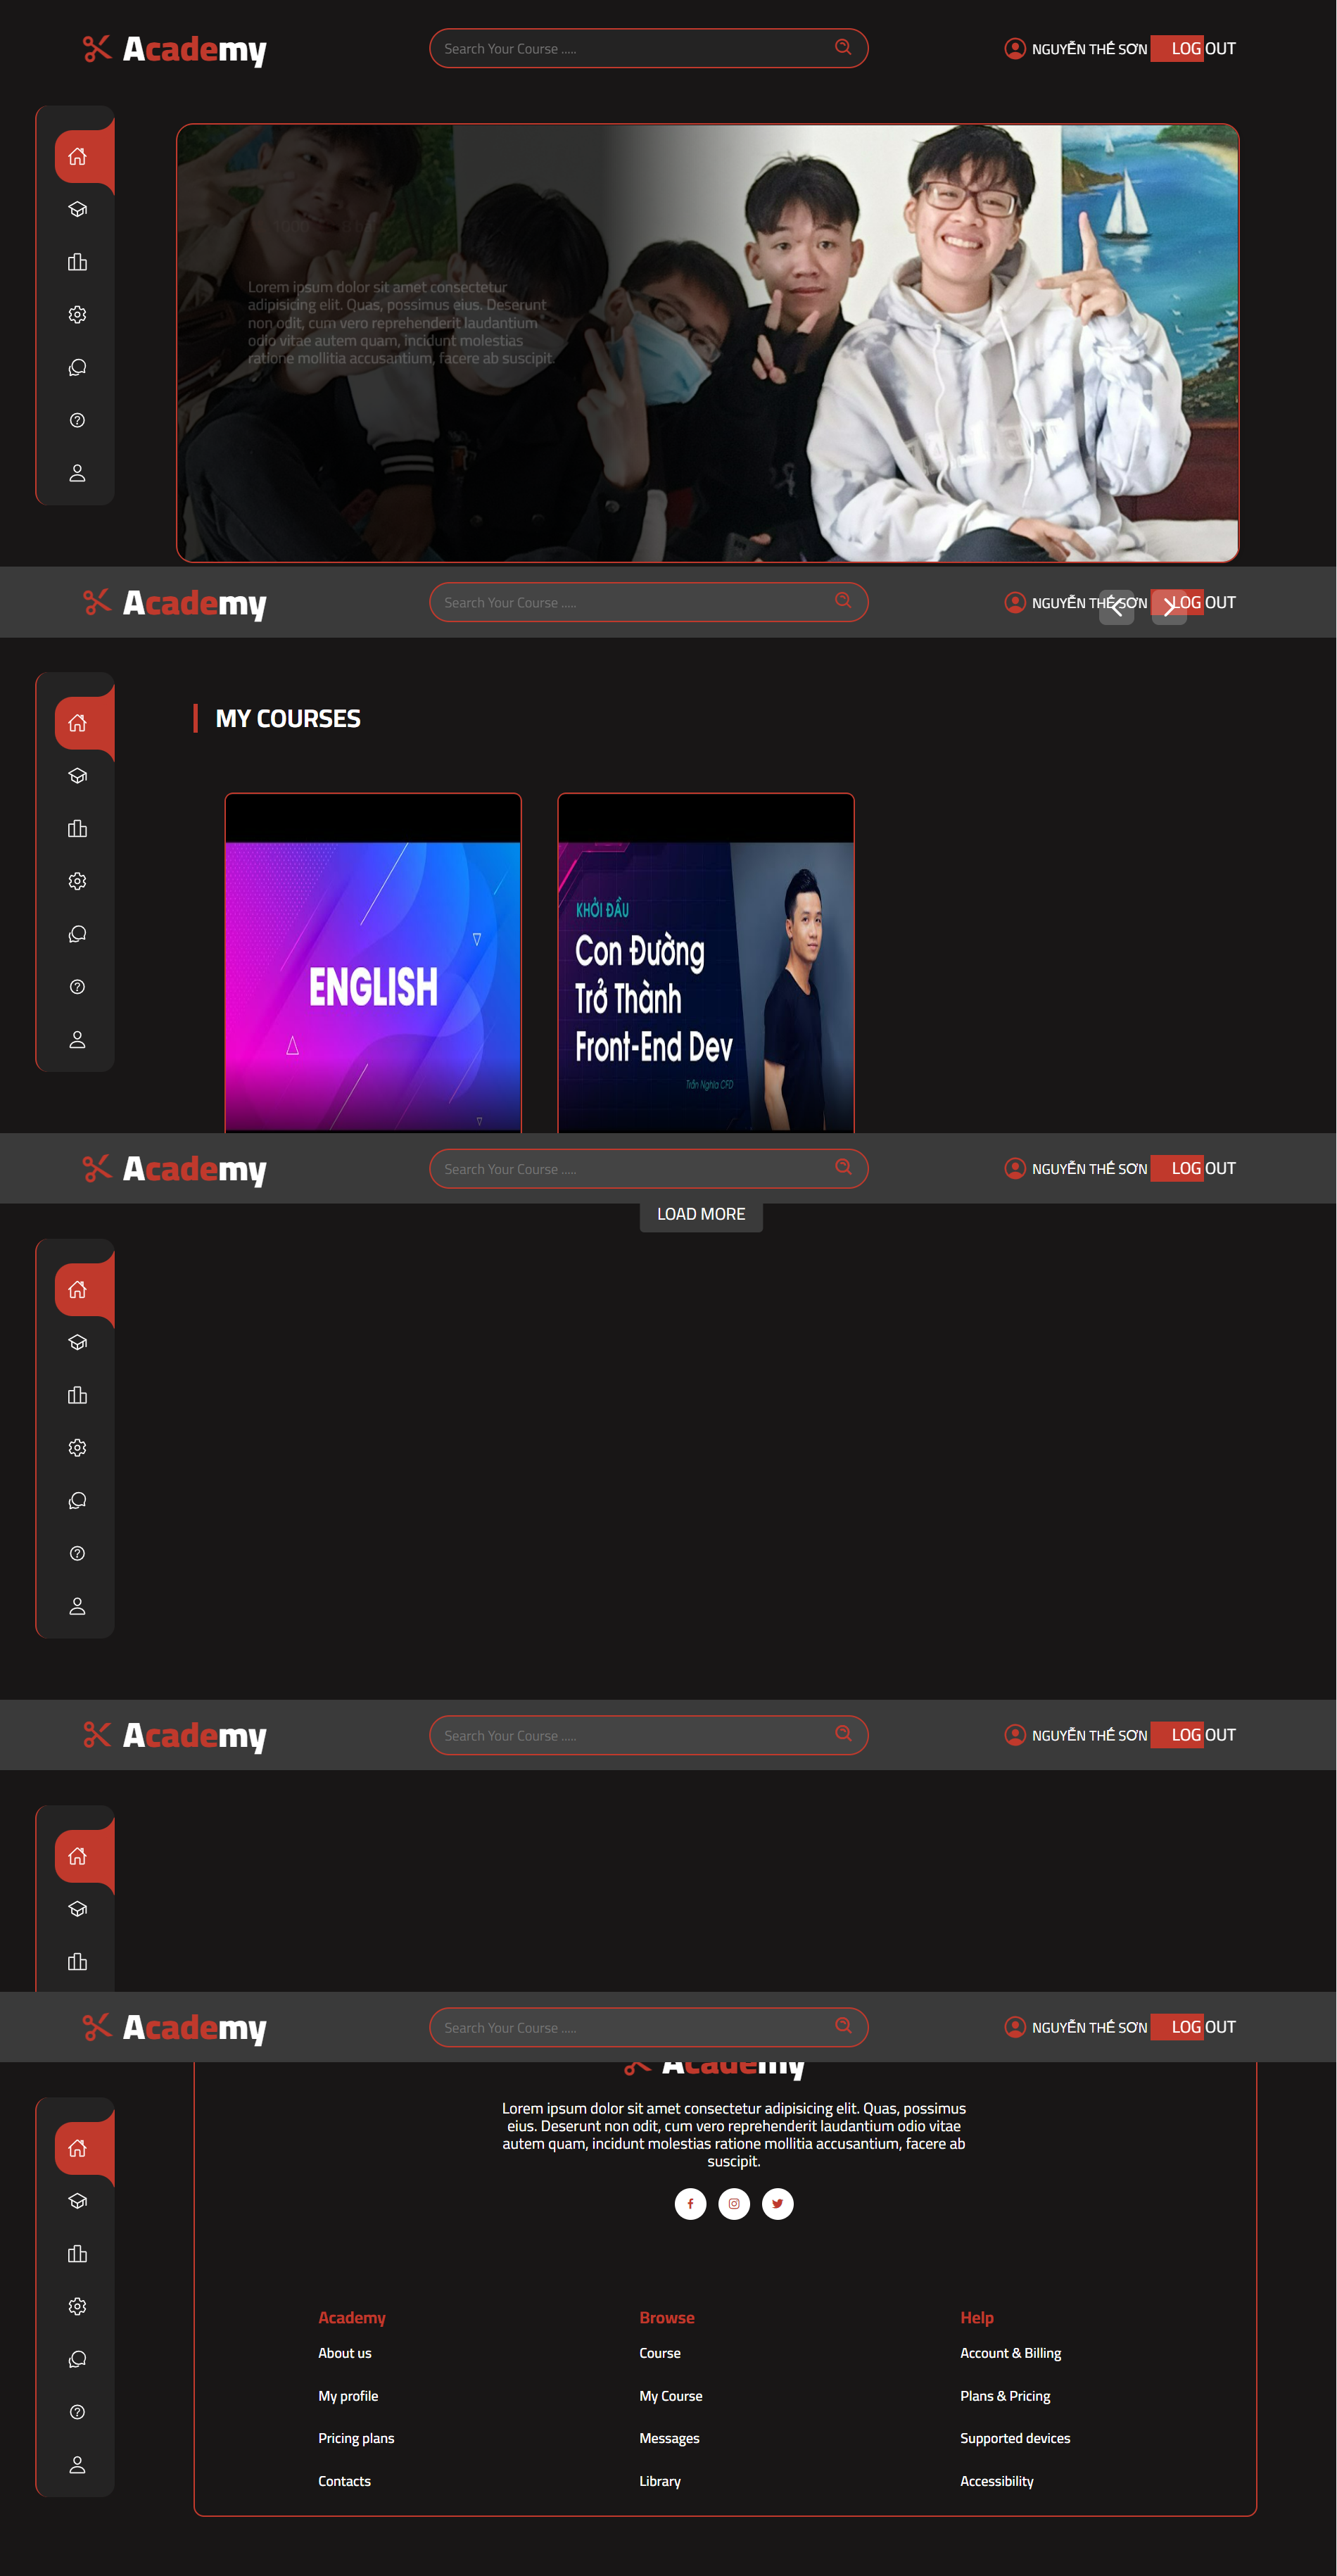 Academy
Search Your Course .....
NGUYỄN THẾ SƠN
LOG OUT
Lorem ipsum dolor sit amet consectetur
adipisicing elit. Quas, possimus eius. Deserunt
non odit, cum vero reprehenderit laudantium
odio vitae autem quam, incidunt molestias
ratione mollitia accusantium, facere ab suscipit.
Academy
Search Your Course .....
NGUYỄN THẾ SƠN
LOG OUT
MY COURSES
ENGLISH
KHỞI ĐẦU
Con Đường
Trở Thành
Front-End Dev
Trần Nghĩa CFD
Academy
Search Your Course .....
NGUYỄN THẾ SƠN
LOG OUT
LOAD MORE
Academy
Search Your Course .....
NGUYỄN THẾ SƠN
LOG OUT
Academy
Search Your Course .....
NGUYỄN THẾ SƠN
LOG OUT
Academy
Lorem ipsum dolor sit amet consectetur adipisicing elit. Quas, possimus
eius. Deserunt non odit, cum vero reprehenderit laudantium odio vitae
autem quam, incidunt molestias ratione mollitia accusantium, facere ab
suscipit.
Academy
About us
My profile
Pricing plans
Contacts
Browse
Course
My Course
Messages
Library
Help
Account & Billing
Plans & Pricing
Supported devices
Accessibility